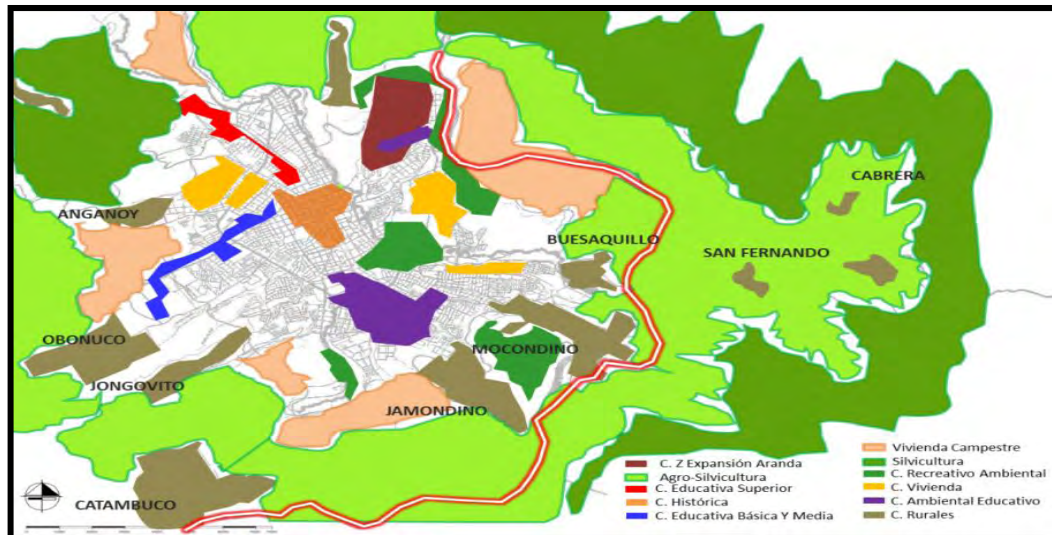 CABRERA
ANGANOY
BUESAQUILLO
SAN FERNANDO
OBONUCO
MOCONDINO
JONGOVITO
JAMONDINO
CATAMBUCO
C. Z Expansión Aranda
Agro-Silvicultura
C. Educativa Superior
C. Histórica
C. Educativa Básica Y Media
Vivienda Campestre
Silvicultura
C. Recreativo Ambiental
C. Vivienda
C. Ambiental Educativo
C. Rurales